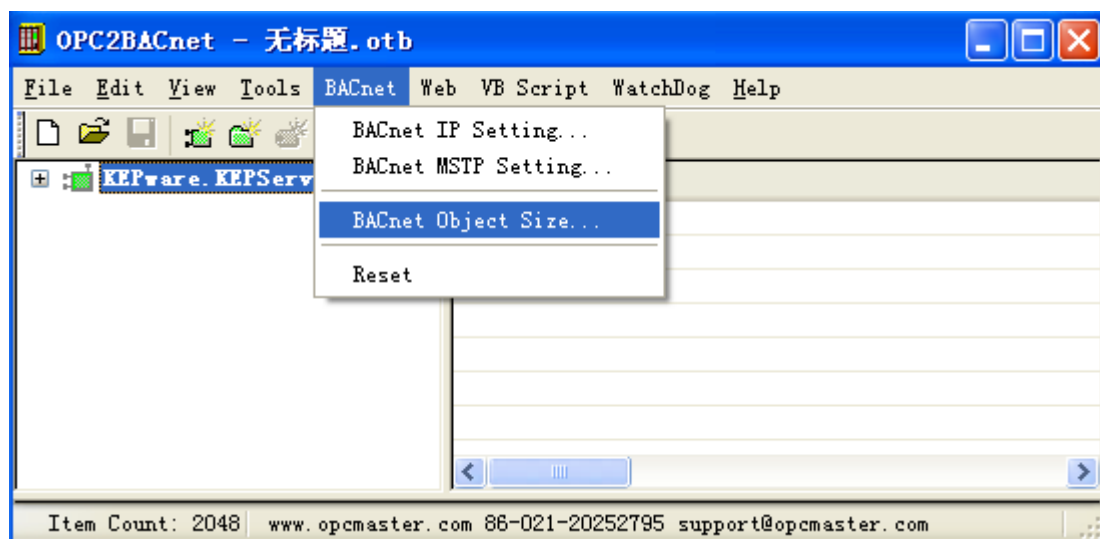 OPC2BACnet - 无标题.otb
File Edit View Tools BACnet Web VB Script WatchDog Help
BACnet IP Setting...
BACnet MSTP Setting...
KEPware.KEPServ
BACnet Object Size...
Reset
Item Count: 2048 www.opcmaster.com 86-021-20252795 support@opcmaster.com